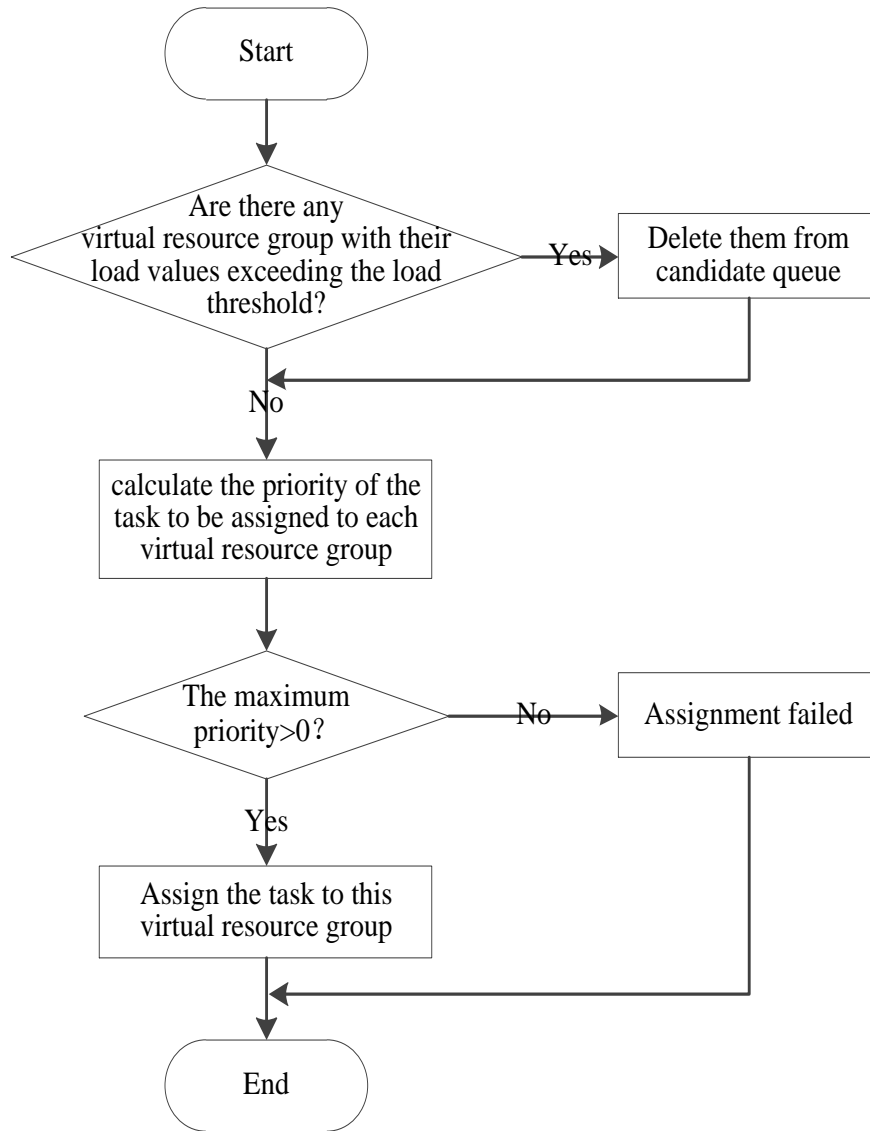 Start
Are there any
virtual resource group with their
load values exceeding the load
threshold?
Yes
Delete them from
candidate queue
No
calculate the priority of the
task to be assigned to each
virtual resource group
The maximum
priority>0？
No
Assignment failed
Yes
Assign the task to this
virtual resource group
End